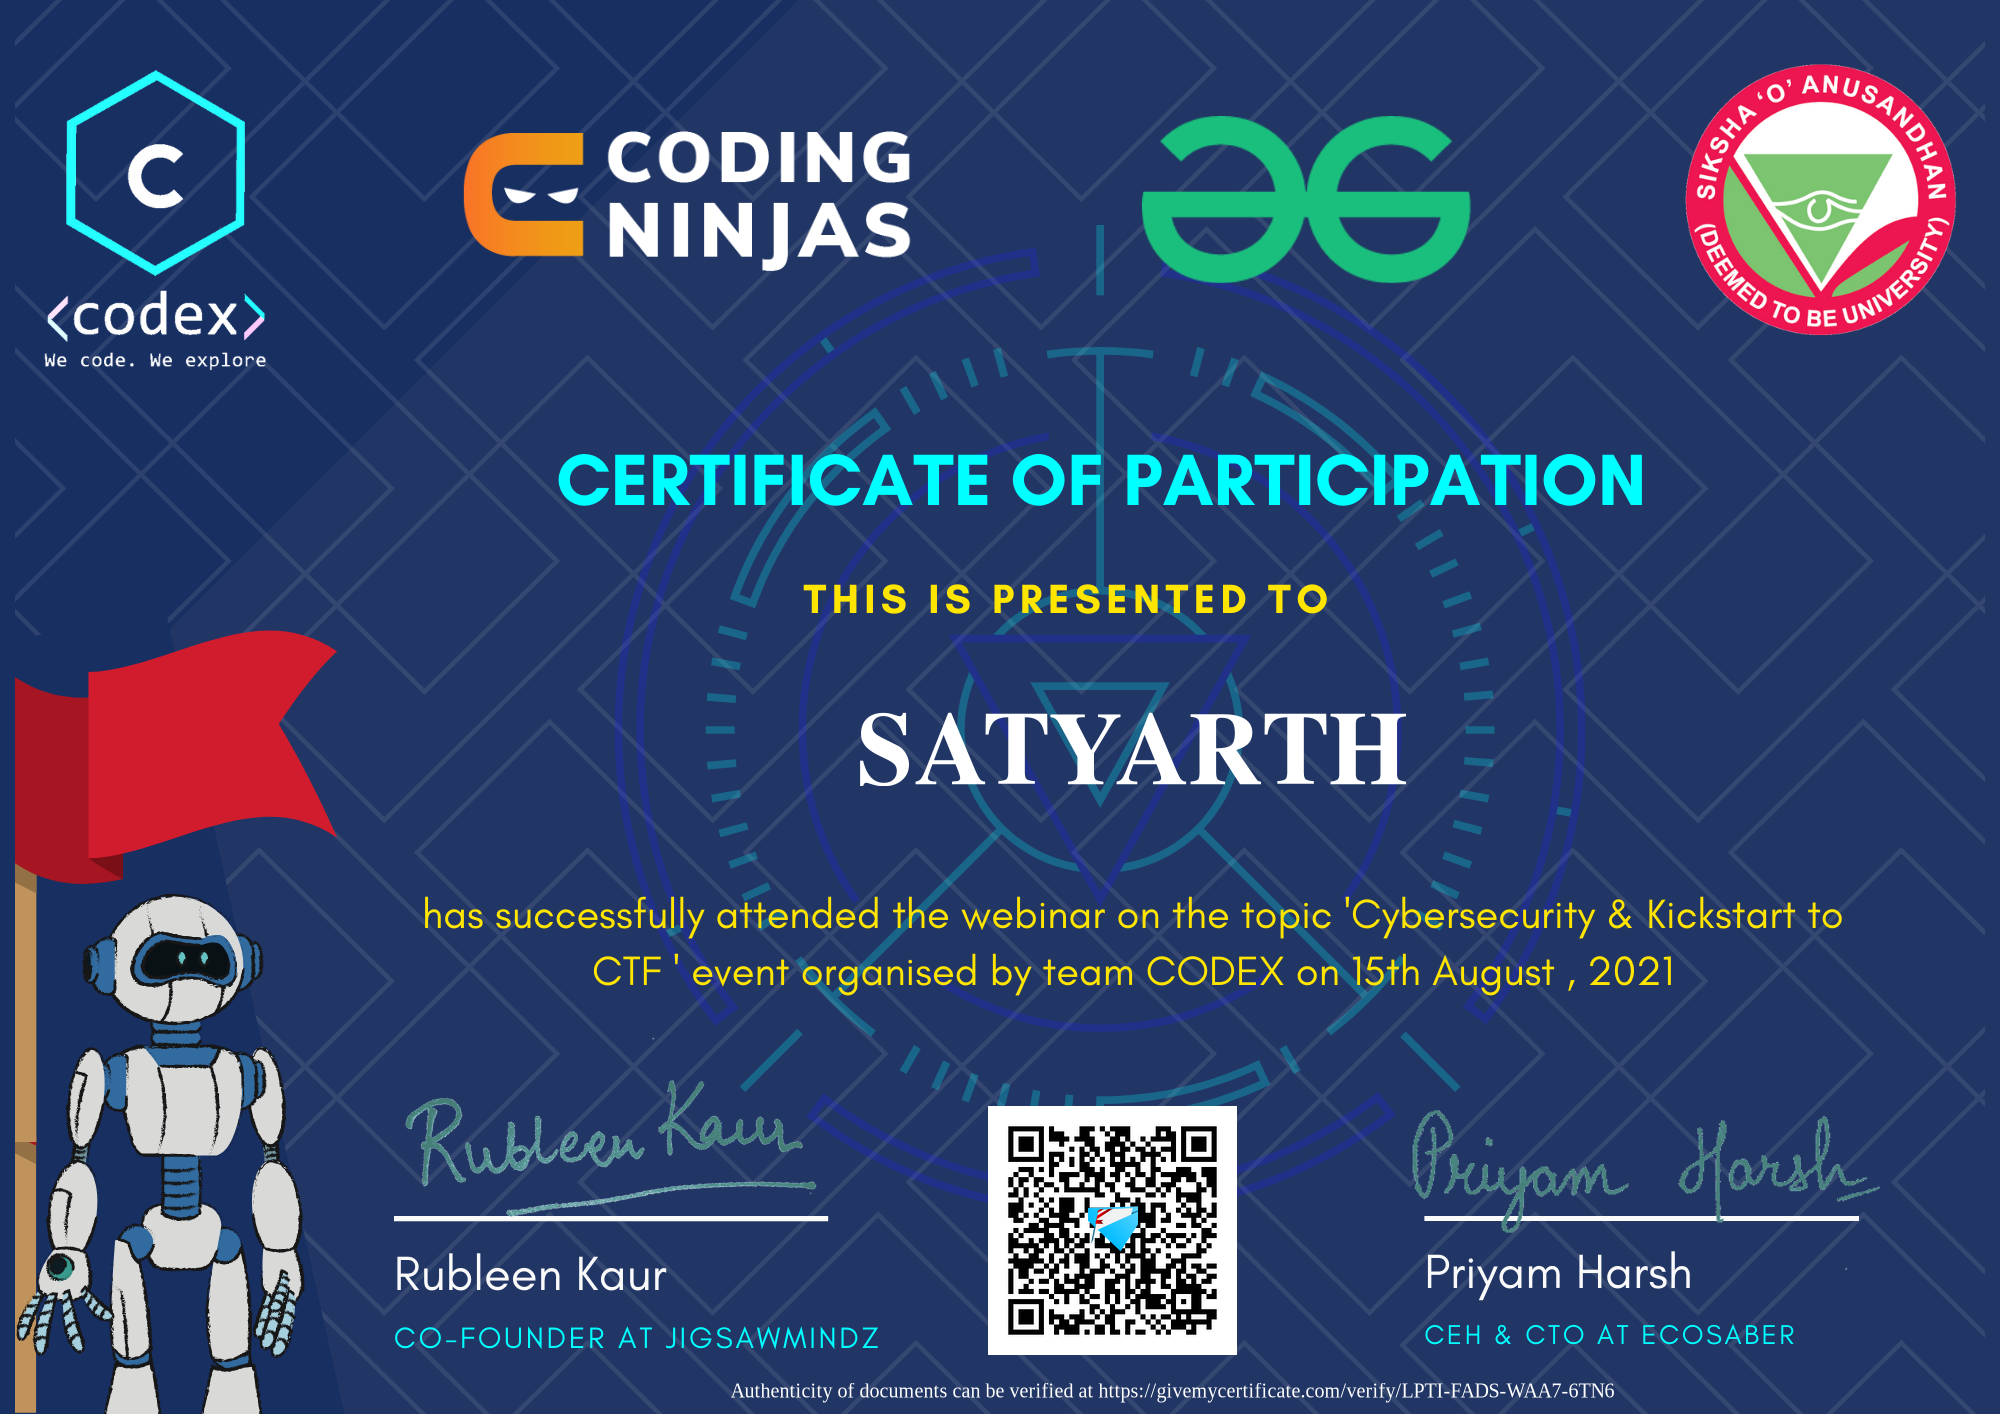 C
<codex>
We code. We explore
CODING
NINJAS
SIKSHA 'O' ANUSANDHAN
(DEEMED TO BE UNIVERSITY)
CERTIFICATE OF PARTICIPATION
THIS IS PRESENTED TO
SATYARTH
has successfully attended the webinar on the topic 'Cybersecurity & Kickstart to
CTF ' event organised by team CODEX on 15th August , 2021
Rubleen Kaur
Priyam Harsh
Rubleen Kaur
Priyam Harsh
CO-FOUNDER AT JIGSAWMINDZ
CEH & CTO AT ECOSABER
Authenticity of documents can be verified at https://givemycertificate.com/verify/LPTI-FADS-WAA7-6TN6